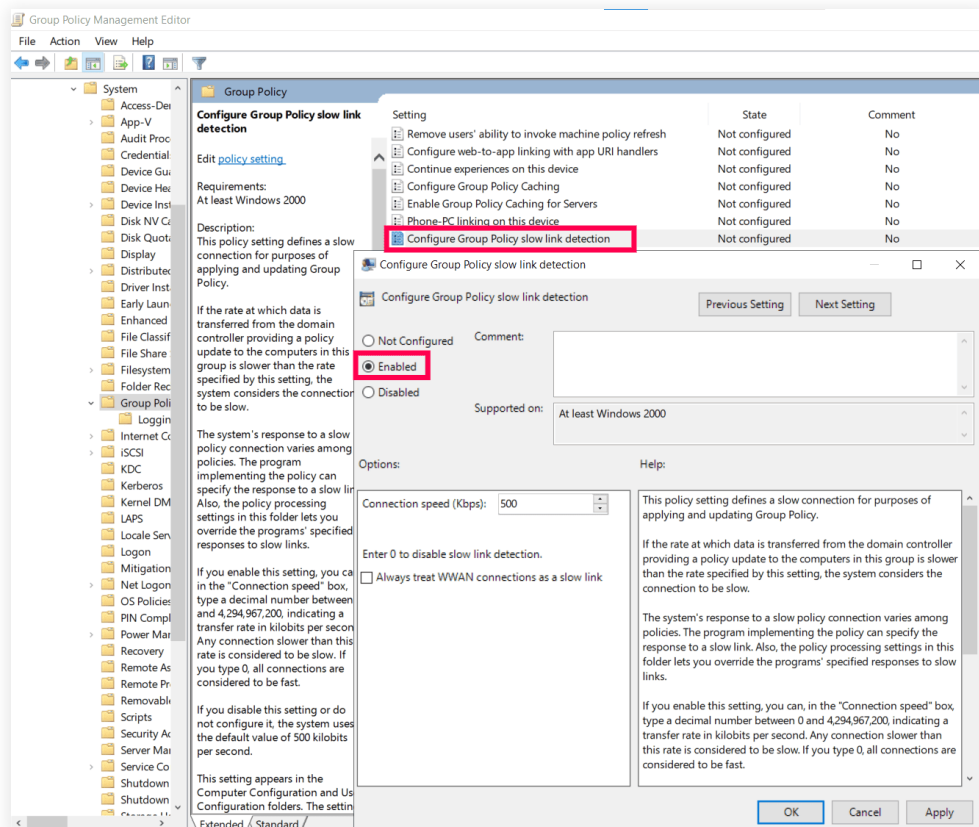 Group Policy Management Editor
File Action View Help
System
Access-Der
App-V
Audit Proc
Credential
Device Gua
Device Hea
Device Inst
Disk NV Ca
Disk Quota
Display
Distributed
Driver Inst
Early Laun
Enhanced
File Classif
File Share
Filesystem
Folder Red
Group Poli
Loggin
Internet Co
iSCSI
KDC
Kerberos
Kernel DM
LAPS
Locale Serv
Logon
Mitigation
Net Logon
OS Policies
PIN Compl
Power Mar
Recovery
Remote As
Remote Pr
Removable
Scripts
Security Ac
Server Mar
Service Co
Shutdown
Shutdown
Group Policy
Configure Group Policy slow link
detection
Edit policy setting
Requirements:
At least Windows 2000
Description:
This policy setting defines a slow
connection for purposes of
applying and updating Group
Policy.
If the rate at which data is
transferred from the domain
controller providing a policy
update to the computers in this
group is slower than the rate
specified by this setting, the
system considers the connection
to be slow.
The system's response to a slow
policy connection varies among
policies. The program
implementing the policy can
specify the response to a slow lin
Also, the policy processing
settings in this folder lets you
override the programs' specified
responses to slow links.
If you enable this setting, you ca
in the "Connection speed" box,
type a decimal number between
and 4,294,967,200, indicating a
transfer rate in kilobits per secon
Any connection slower than this
rate is considered to be slow. If
you type 0, all connections are
considered to be fast.
If you disable this setting or do
not configure it, the system uses
the default value of 500 kilobits
per second.
This setting appears in the
Computer Configuration and Us
Configuration folders. The settin
Extended Standard
Setting State Comment
Remove users' ability to invoke machine policy refresh Not configured No
Configure web-to-app linking with app URI handlers Not configured No
Continue experiences on this device Not configured No
Configure Group Policy Caching Not configured No
Enable Group Policy Caching for Servers Not configured No
Phone-PC linking on this device Not configured No
Configure Group Policy slow link detection Not configured No
Configure Group Policy slow link detection
Configure Group Policy slow link detection
Previous Setting Next Setting
Not Configured
Enabled
Disabled
Comment:
Supported on: At least Windows 2000
Options:
Connection speed (Kbps): 500
Enter 0 to disable slow link detection.
Always treat WWAN connections as a slow link
Help:
This policy setting defines a slow connection for purposes of
applying and updating Group Policy.
If the rate at which data is transferred from the domain controller
providing a policy update to the computers in this group is slower
than the rate specified by this setting, the system considers the
connection to be slow.
The system's response to a slow policy connection varies among
policies. The program implementing the policy can specify the
response to a slow link. Also, the policy processing settings in this
folder lets you override the programs' specified responses to slow
links.
If you enable this setting, you can, in the "Connection speed" box,
type a decimal number between 0 and 4,294,967,200, indicating a
transfer rate in kilobits per second. Any connection slower than
this rate is considered to be slow. If you type 0, all connections are
considered to be fast.
OK Cancel Apply